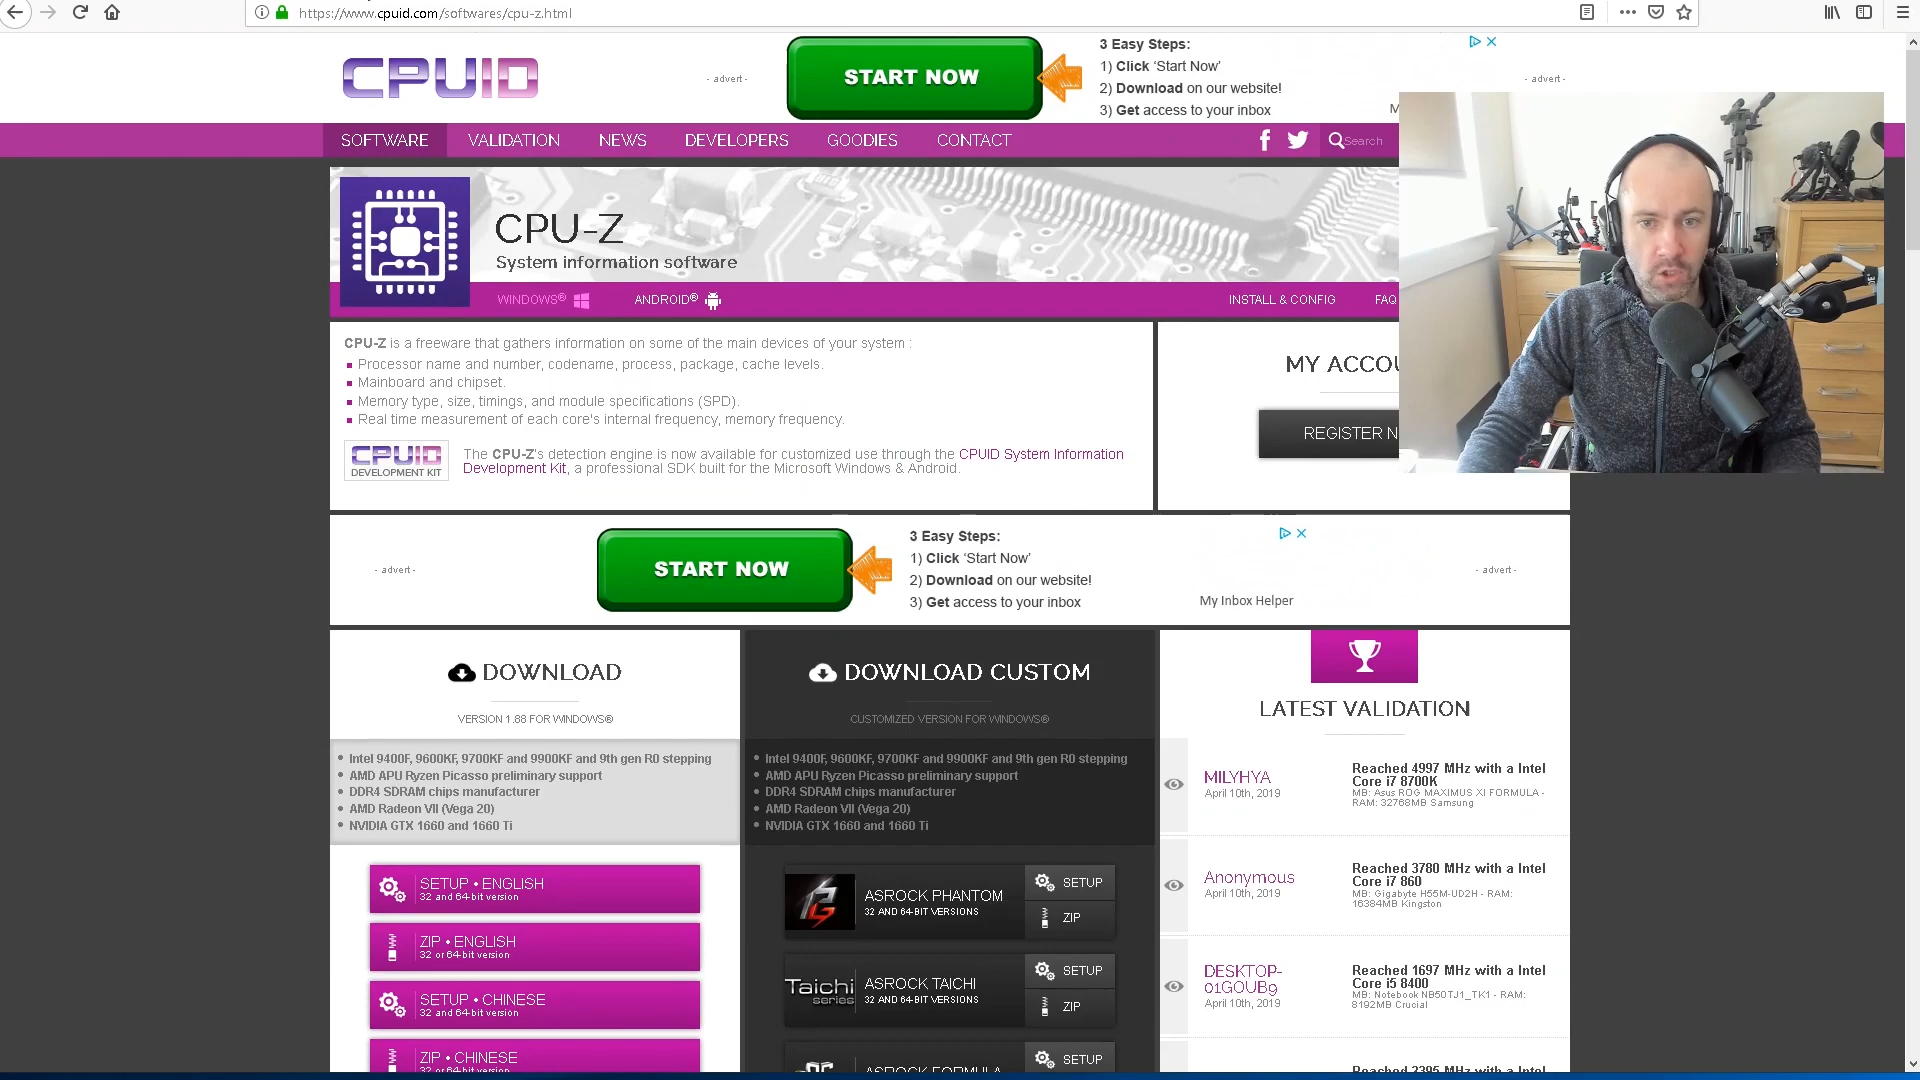 https://www.cpuid.com/softwares/cpu-z.html
CPUID
- advert -
START NOW
3 Easy Steps:
1) Click ‘Start Now’
2) Download on our website!
3) Get access to your inbox
M
- advert -
SOFTWARE
VALIDATION
NEWS
DEVELOPERS
GOODIES
CONTACT
Search
CPU-Z
System information software
WINDOWS®
ANDROID®
INSTALL & CONFIG
FAQ
CPU-Z is a freeware that gathers information on some of the main devices of your system :
Processor name and number, codename, process, package, cache levels.
Mainboard and chipset.
Memory type, size, timings, and module specifications (SPD).
Real time measurement of each core's internal frequency, memory frequency.
CPUID
DEVELOPMENT KIT
The CPU-Z's detection engine is now available for customized use through the CPUID System Information
Development Kit, a professional SDK built for the Microsoft Windows & Android.
MY ACCOU
REGISTER N
- advert -
START NOW
3 Easy Steps:
1) Click ‘Start Now’
2) Download on our website!
3) Get access to your inbox
My Inbox Helper
- advert -
DOWNLOAD
VERSION 1.88 FOR WINDOWS®
• Intel 9400F, 9600KF, 9700KF and 9900KF and 9th gen R0 stepping
• AMD APU Ryzen Picasso preliminary support
• DDR4 SDRAM chips manufacturer
• AMD Radeon VII (Vega 20)
• NVIDIA GTX 1660 and 1660 Ti
SETUP • ENGLISH
32 and 64-bit version
ZIP • ENGLISH
32 or 64-bit version
SETUP • CHINESE
32 and 64-bit version
ZIP • CHINESE
32 or 64-bit version
DOWNLOAD CUSTOM
CUSTOMIZED VERSION FOR WINDOWS®
• Intel 9400F, 9600KF, 9700KF and 9900KF and 9th gen R0 stepping
• AMD APU Ryzen Picasso preliminary support
• DDR4 SDRAM chips manufacturer
• AMD Radeon VII (Vega 20)
• NVIDIA GTX 1660 and 1660 Ti
ASROCK PHANTOM
32 AND 64-BIT VERSIONS
SETUP
ZIP
Taichi
series
ASROCK TAICHI
32 AND 64-BIT VERSIONS
SETUP
ZIP
ASROCK FORMULA
SETUP
LATEST VALIDATION
MILYHYA
April 10th, 2019
Reached 4997 MHz with a Intel
Core i7 8700K
MB: Asus ROG MAXIMUS XI FORMULA -
RAM: 32768MB Samsung
Anonymous
April 10th, 2019
Reached 3780 MHz with a Intel
Core i7 860
MB: Gigabyte H55M-UD2H - RAM:
16384MB Kingston
DESKTOP-
01GOUB9
April 10th, 2019
Reached 1697 MHz with a Intel
Core i5 8400
MB: Notebook NB50TJ1_TK1 - RAM:
8192MB Crucial
Reached 2395 MHz with a Intel